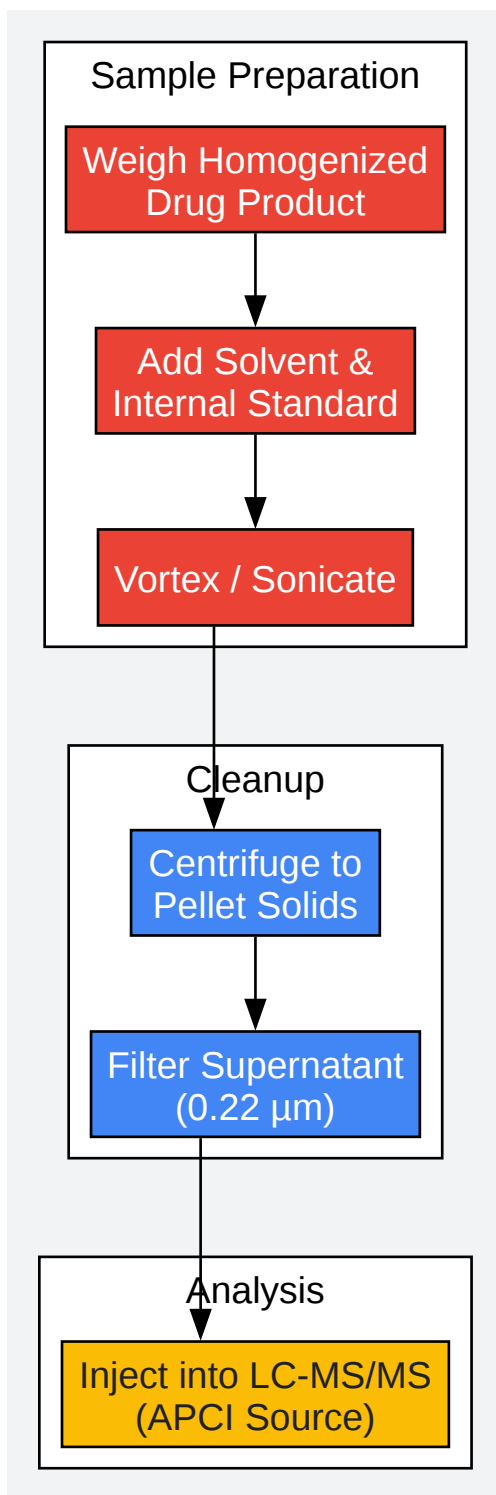 Sample Preparation
Weigh Homogenized
Drug Product
Add Solvent &
Internal Standard
Vortex / Sonicate
Cleanup
Centrifuge to
Pellet Solids
Filter Supernatant
(0.22 µm)
Analysis
Inject into LC-MS/MS
(APCI Source)